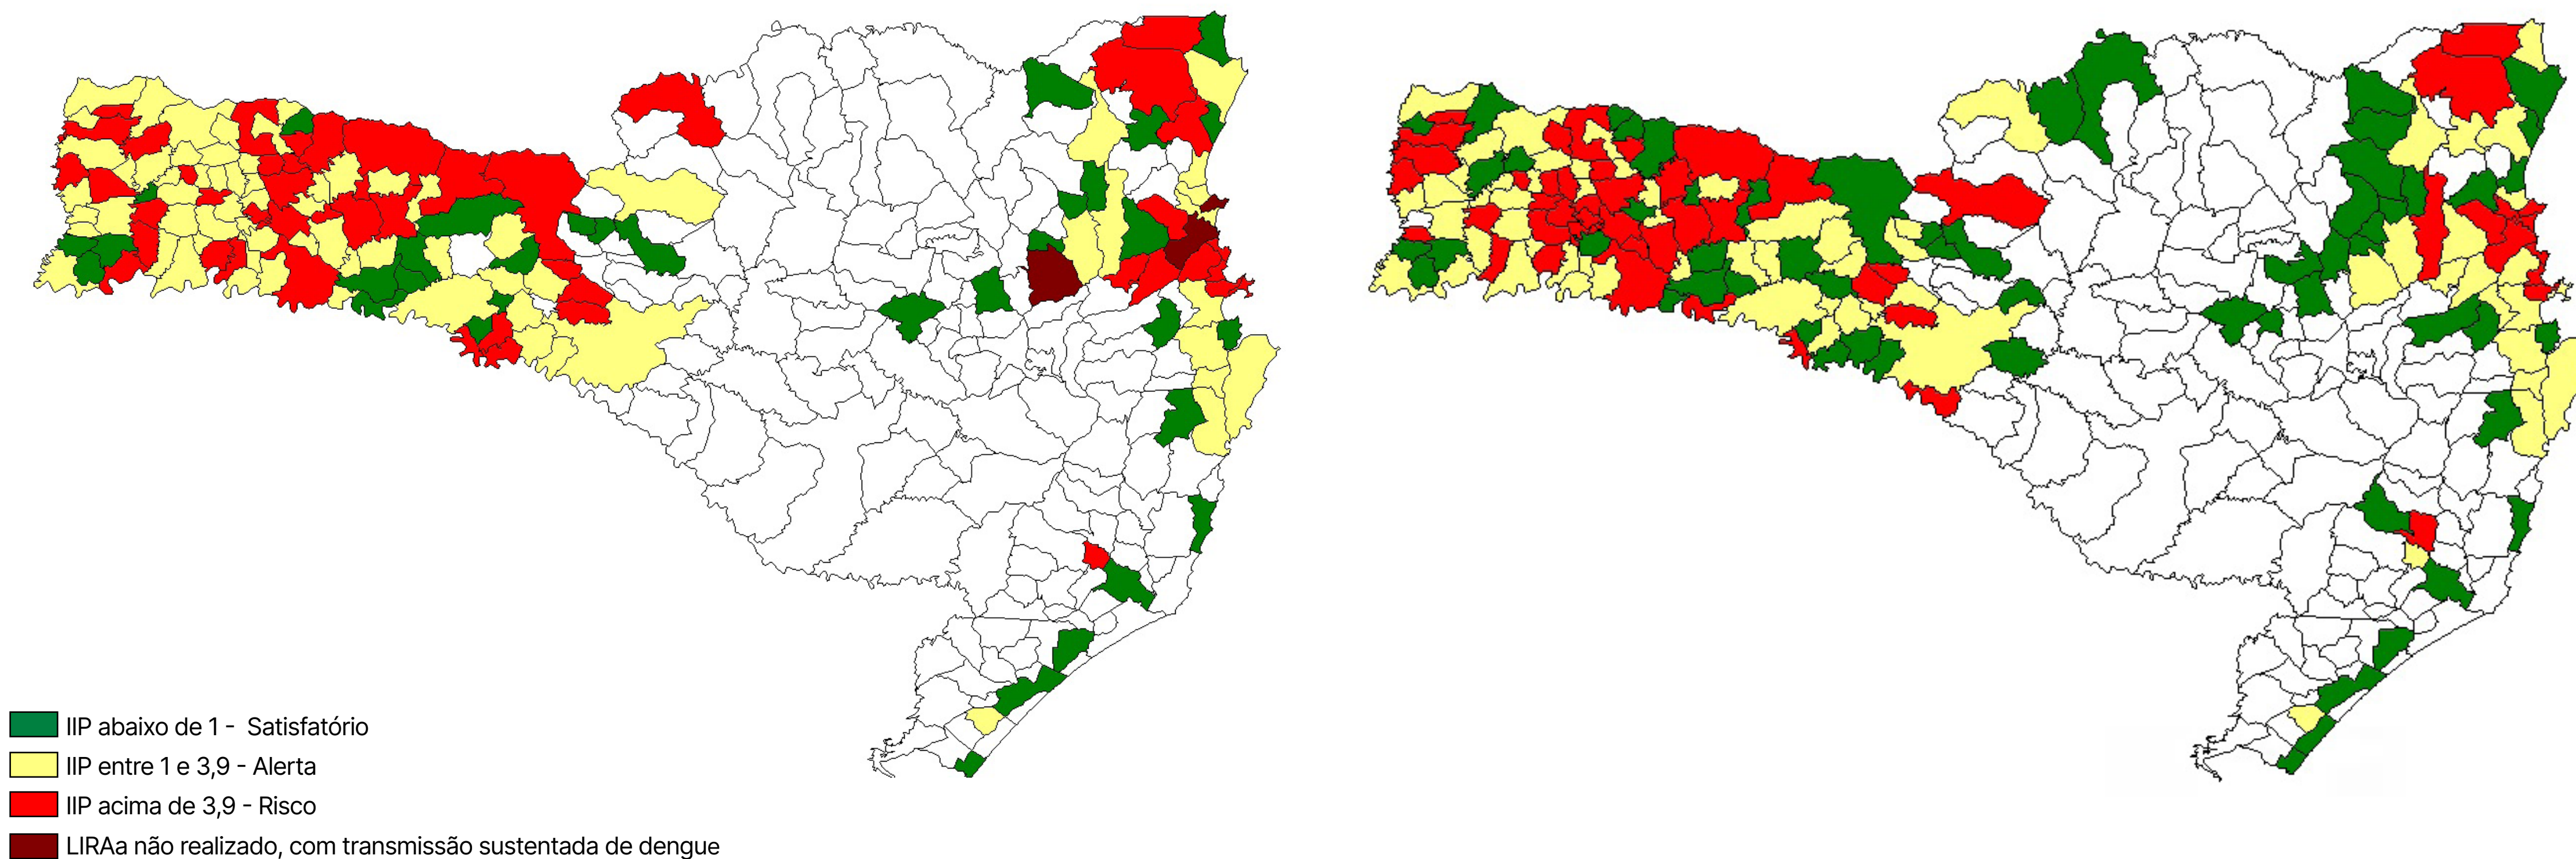 IIP abaixo de 1 - Satisfatório
IIP entre 1 e 3,9 - Alerta
IIP acima de 3,9 - Risco
LIRAa não realizado, com transmissão sustentada de dengue